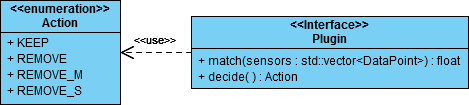 <<enumeration>>
Action
+ KEEP
+ REMOVE
+ REMOVE_M
+ REMOVE_S
<<use>>
<<Interface>>
Plugin
+ match(sensors : std::vector<DataPoint>) : float
+ decide( ) : Action